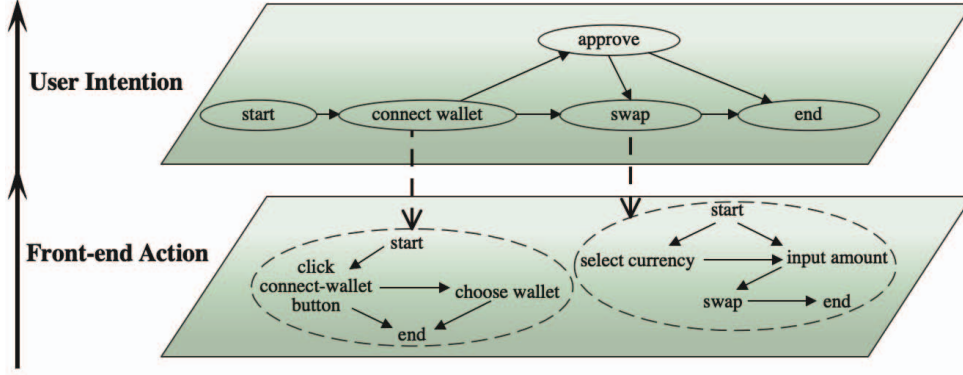 approve
User Intention
start
connect wallet
swap
end
start
start
Front-end Action
click
connect-wallet
button
choose wallet
end
select currency
input amount
swap
end